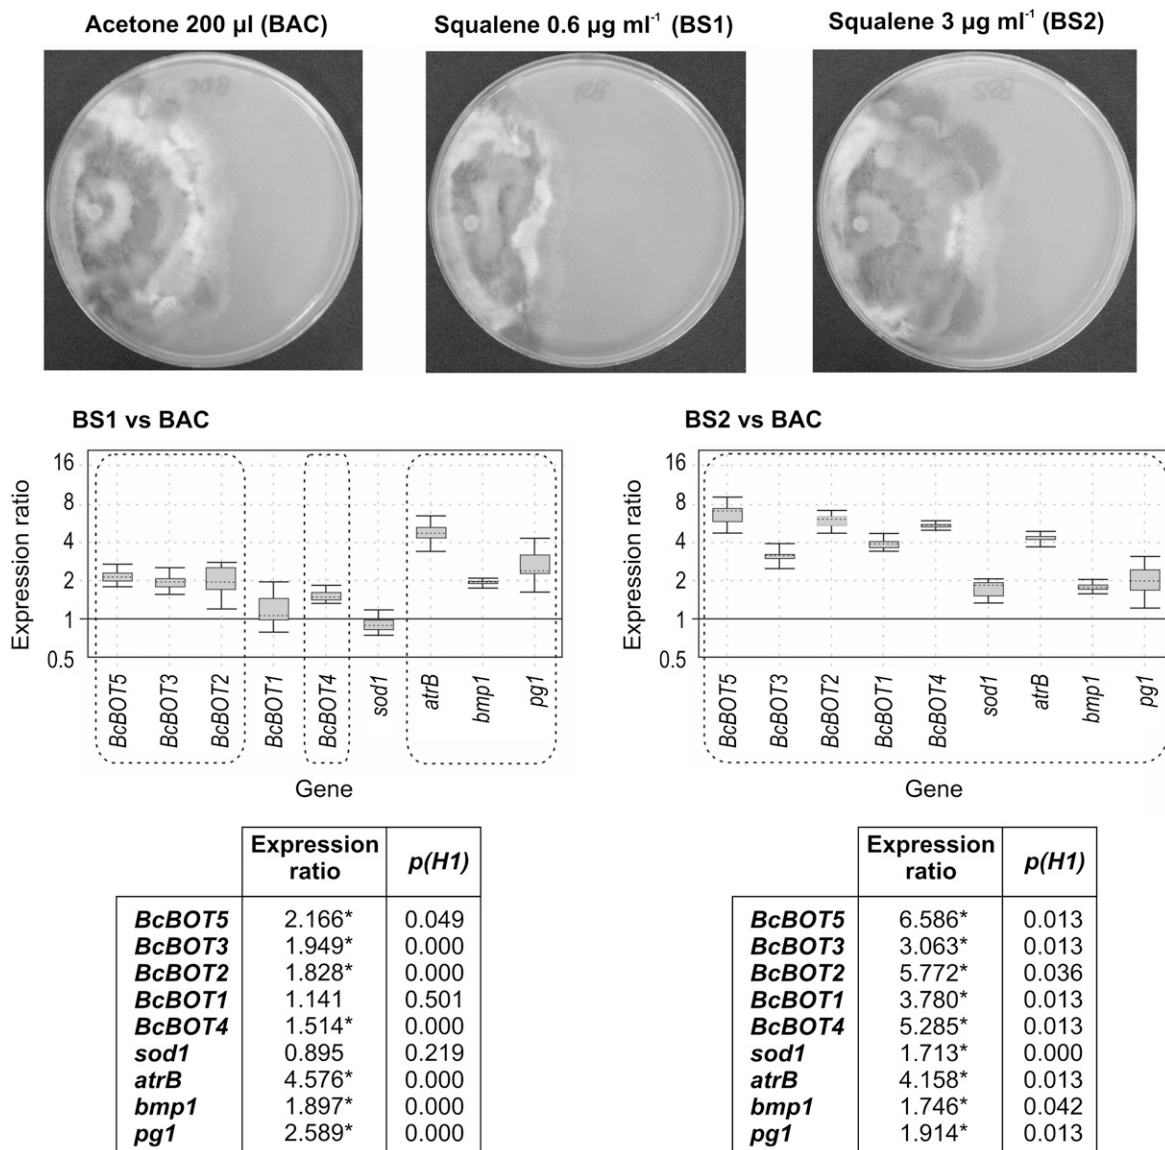 Acetone 200 µl (BAC)
Squalene 0.6 µg ml⁻¹ (BS1)
Squalene 3 µg ml⁻¹ (BS2)
BS1 vs BAC
Expression ratio
16
8
4
2
1
0.5
BcBOT5
BcBOT3
BcBOT2
BcBOT1
BcBOT4
sod1
atrB
bmp1
pg1
Gene
BS2 vs BAC
Expression ratio
16
8
4
2
1
0.5
BcBOT5
BcBOT3
BcBOT2
BcBOT1
BcBOT4
sod1
atrB
bmp1
pg1
Gene
Expression ratio p(H1)
BcBOT5 2.166* 0.049
BcBOT3 1.949* 0.000
BcBOT2 1.828* 0.000
BcBOT1 1.141 0.501
BcBOT4 1.514* 0.000
sod1 0.895 0.219
atrB 4.576* 0.000
bmp1 1.897* 0.000
pg1 2.589* 0.000
Expression ratio p(H1)
BcBOT5 6.586* 0.013
BcBOT3 3.063* 0.013
BcBOT2 5.772* 0.036
BcBOT1 3.780* 0.013
BcBOT4 5.285* 0.013
sod1 1.713* 0.000
atrB 4.158* 0.013
bmp1 1.746* 0.042
pg1 1.914* 0.013